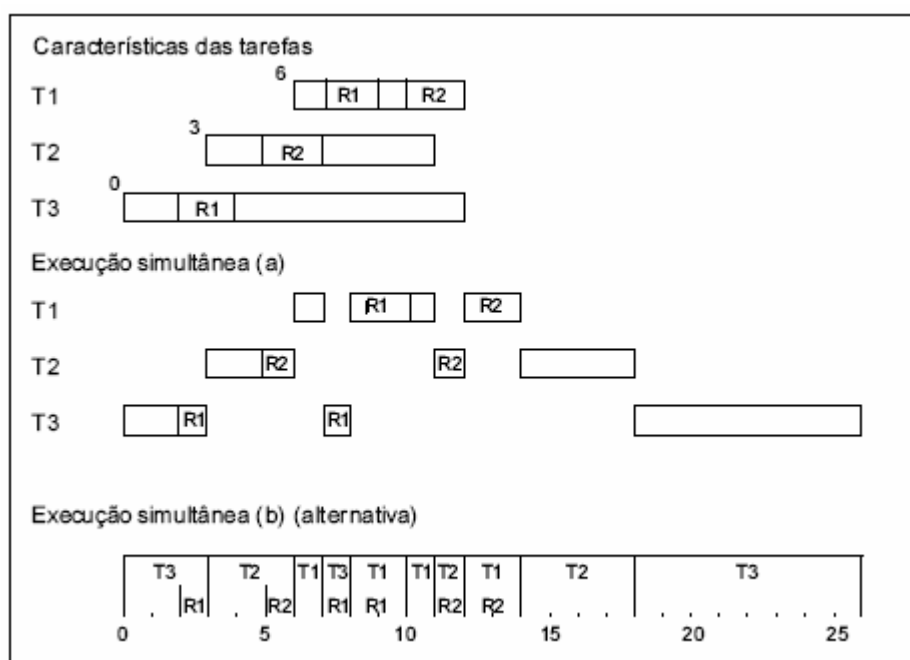 Características das tarefas
6
T1 R1 R2
3
T2 R2
0
T3 R1
Execução simultânea (a)
T1 R1 R2
T2 R2 R2
T3 R1 R1
Execução simultânea (b) (alternativa)
T3 T2 T1 T3 T1 T1 T2 T1 T2 T3
R1 R2 R1 R1 R2 R2
0 5 10 15 20 25